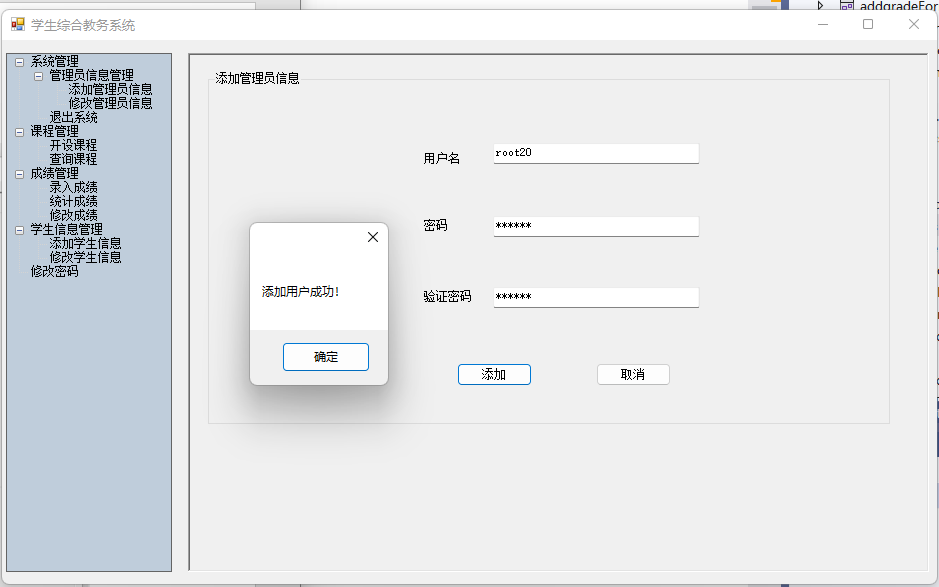 addgradeFor
学生综合教务系统
系统管理
管理员信息管理
添加管理员信息
修改管理员信息
退出系统
课程管理
开设课程
查询课程
成绩管理
录入成绩
统计成绩
修改成绩
学生信息管理
添加学生信息
修改学生信息
修改密码
添加管理员信息
用户名 root20
密码 ******
验证密码 ******
添加 取消
添加用户成功!
确定